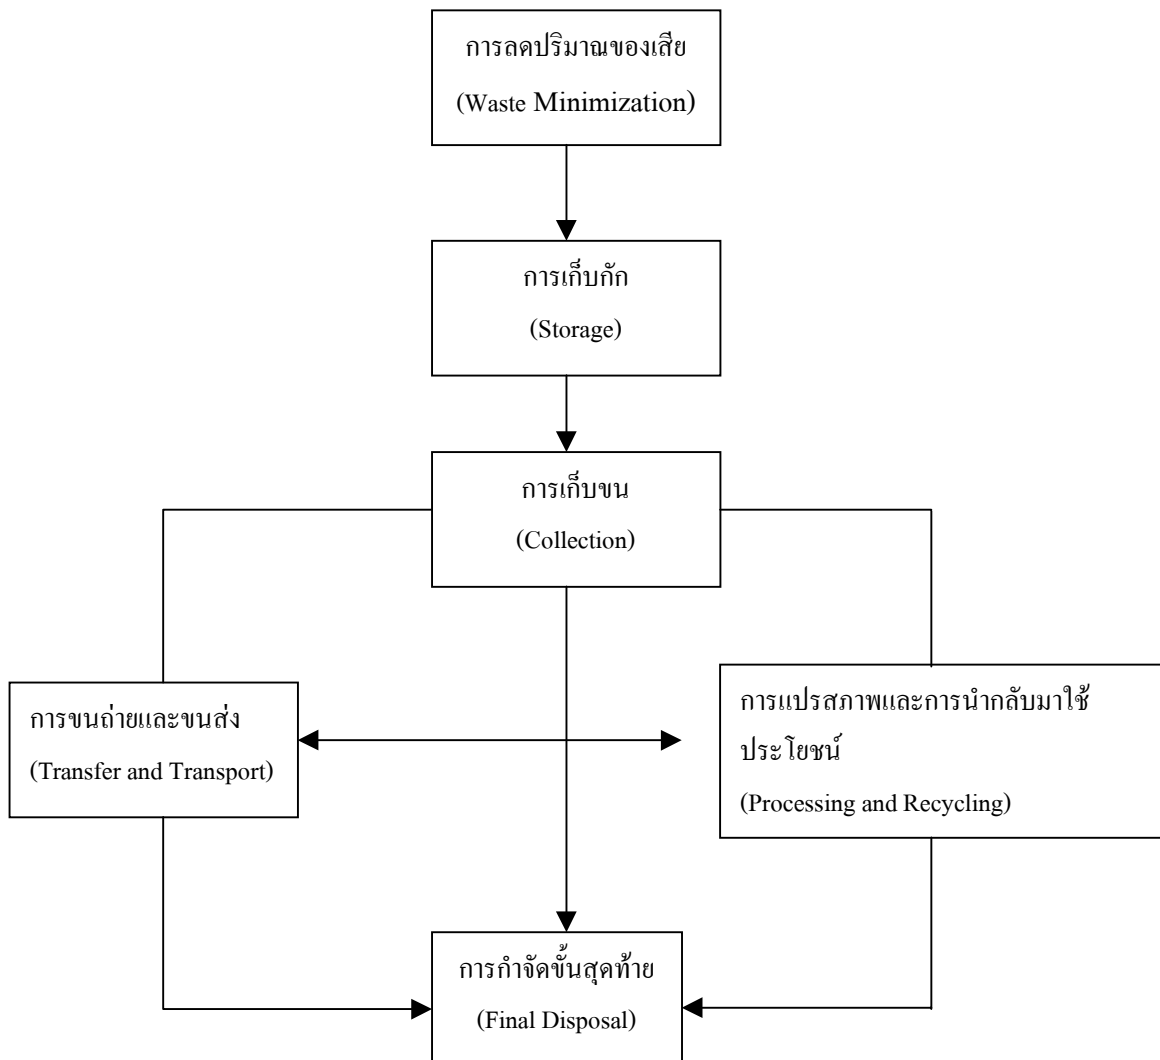 การลดปริมาณของเสีย
(Waste Minimization)
การเก็บกัก
(Storage)
การเก็บขน
(Collection)
การขนถ่ายและขนส่ง
(Transfer and Transport)
การแปรสภาพและการนำกลับมาใช้
ประโยชน์
(Processing and Recycling)
การกำจัดขั้นสุดท้าย
(Final Disposal)